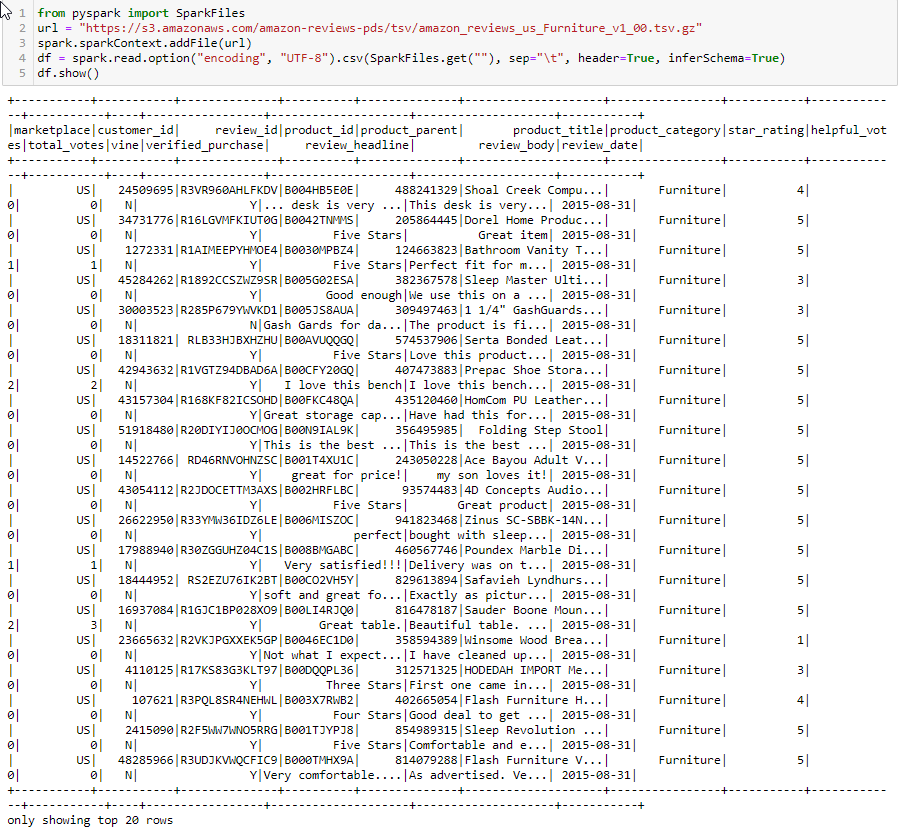 1 from pyspark import SparkFiles
2 url = "https://s3.amazonaws.com/amazon-reviews-pds/tsv/amazon_reviews_us_Furniture_v1_00.tsv.gz"
3 spark.sparkContext.addFile(url)
4 df = spark.read.option("encoding", "UTF-8").csv(SparkFiles.get(""), sep="\t", header=True, inferSchema=True)
5 df.show()
+-----------+-----------+--------------+----------+--------------+--------------------+----------------+-----------+-----------
--+-----------+----+-----------------+--------------------+--------------------+-----------+
|marketplace|customer_id|     review_id|product_id|product_parent|       product_title|product_category|star_rating|helpful_vot
es|total_votes|vine|verified_purchase|     review_headline|         review_body|review_date|
+-----------+-----------+--------------+----------+--------------+--------------------+----------------+-----------+-----------
--+-----------+----+-----------------+--------------------+--------------------+-----------+
|         US|   24509695|R3VR960AHLFKDV|B004HB5E0E|     488241329|Shoal Creek Compu...|       Furniture|          4|
0|          0|   N|                Y|... desk is very ...|This desk is very...| 2015-08-31|
|         US|   34731776|R16LGVMFKIUT0G|B0042TNMMS|     205864445|Dorel Home Produc...|       Furniture|          5|
0|          0|   N|                Y|          Five Stars|          Great item| 2015-08-31|
|         US|    1272331|R1AIMEEPYHMOE4|B0030MPBZ4|     124663823|Bathroom Vanity T...|       Furniture|          5|
1|          1|   N|                Y|          Five Stars|Perfect fit for m...| 2015-08-31|
|         US|   45284262|R1892CCSZWZ9SR|B005G02ESA|     382367578|Sleep Master Ulti...|       Furniture|          3|
0|          0|   N|                Y|         Good enough|We use this on a ...| 2015-08-31|
|         US|   30003523|R285P679YWVKD1|B005JS8AUA|     309497463|1 1/4" GashGuards...|       Furniture|          3|
0|          0|   N|                N|Gash Gards for da...|The product is fi...| 2015-08-31|
|         US|   18311821| RLB33HJBXHZHU|B00AVUQQGQ|     574537906|Serta Bonded Leat...|       Furniture|          5|
0|          0|   N|                Y|          Five Stars|Love this product...| 2015-08-31|
|         US|   42943632|R1VGTZ94DBAD6A|B00CFY20GQ|     407473883|Prepac Shoe Stora...|       Furniture|          5|
2|          2|   N|                Y|   I love this bench|I love this bench...| 2015-08-31|
|         US|   43157304|R168KF82ICSOHD|B00FKC48QA|     435120460|HomCom PU Leather...|       Furniture|          5|
0|          0|   N|                Y|Great storage cap...|Have had this for...| 2015-08-31|
|         US|   51918480|R20DIYIJ0OCMOG|B00N9IAL9K|     356495985|  Folding Step Stool|       Furniture|          5|
0|          0|   N|                Y|This is the best ...|This is the best ...| 2015-08-31|
|         US|   14522766| RD46RNVOHNZSC|B001T4XU1C|     243050228|Ace Bayou Adult V...|       Furniture|          5|
0|          0|   N|                Y|    great for price!|    my son loves it!| 2015-08-31|
|         US|   43054112|R2JDOCETTM3AXS|B002HRFLBC|      93574483|4D Concepts Audio...|       Furniture|          5|
0|          0|   N|                Y|          Five Stars|       Great product| 2015-08-31|
|         US|   26622950|R33YMW36IDZ6LE|B006MISZOC|     941823468|Zinus SC-SBBK-14N...|       Furniture|          5|
0|          0|   N|                Y|             perfect|bought with sleep...| 2015-08-31|
|         US|   17988940|R30ZGGUHZ04C1S|B008BMGABC|     460567746|Poundex Marble Di...|       Furniture|          5|
1|          1|   N|                Y|   Very satisfied!!!|Delivery was on t...| 2015-08-31|
|         US|   18444952| RS2EZU76IK2BT|B00CO2VH5Y|     829613894|Safavieh Lyndhurs...|       Furniture|          5|
0|          0|   N|                Y|soft and great fo...|Exactly as pictur...| 2015-08-31|
|         US|   16937084|R1GJC1BP028XO9|B00LI4RJQ0|     816478187|Sauder Boone Moun...|       Furniture|          5|
2|          3|   N|                Y|        Great table.|Beautiful table. ...| 2015-08-31|
|         US|   23665632|R2VKJPGXXEK5GP|B0046EC1D0|     358594389|Winsome Wood Brea...|       Furniture|          1|
0|          0|   N|                Y|Not what I expect...|I have cleaned up...| 2015-08-31|
|         US|    4110125|R17KS83G3KLT97|B00DQQPL36|     312571325|HODEDAH IMPORT Me...|       Furniture|          3|
0|          0|   N|                Y|         Three Stars|First one came in...| 2015-08-31|
|         US|     107621|R3PQL8SR4NEHWL|B003X7RWB2|     402665054|Flash Furniture H...|       Furniture|          4|
0|          0|   N|                Y|          Four Stars|Good deal to get ...| 2015-08-31|
|         US|    2415090|R2F5WW7WNO5RRG|B001TJYPJ8|     854989315|Sleep Revolution ...|       Furniture|          5|
0|          0|   N|                Y|          Five Stars|Comfortable and e...| 2015-08-31|
|         US|   48285966|R3UDJKVWQCFIC9|B000TMHX9A|     814079288|Flash Furniture V...|       Furniture|          5|
0|          0|   N|                Y|Very comfortable....|As advertised. Ve...| 2015-08-31|
+-----------+-----------+--------------+----------+--------------+--------------------+----------------+-----------+-----------
--+-----------+----+-----------------+--------------------+--------------------+-----------+
only showing top 20 rows